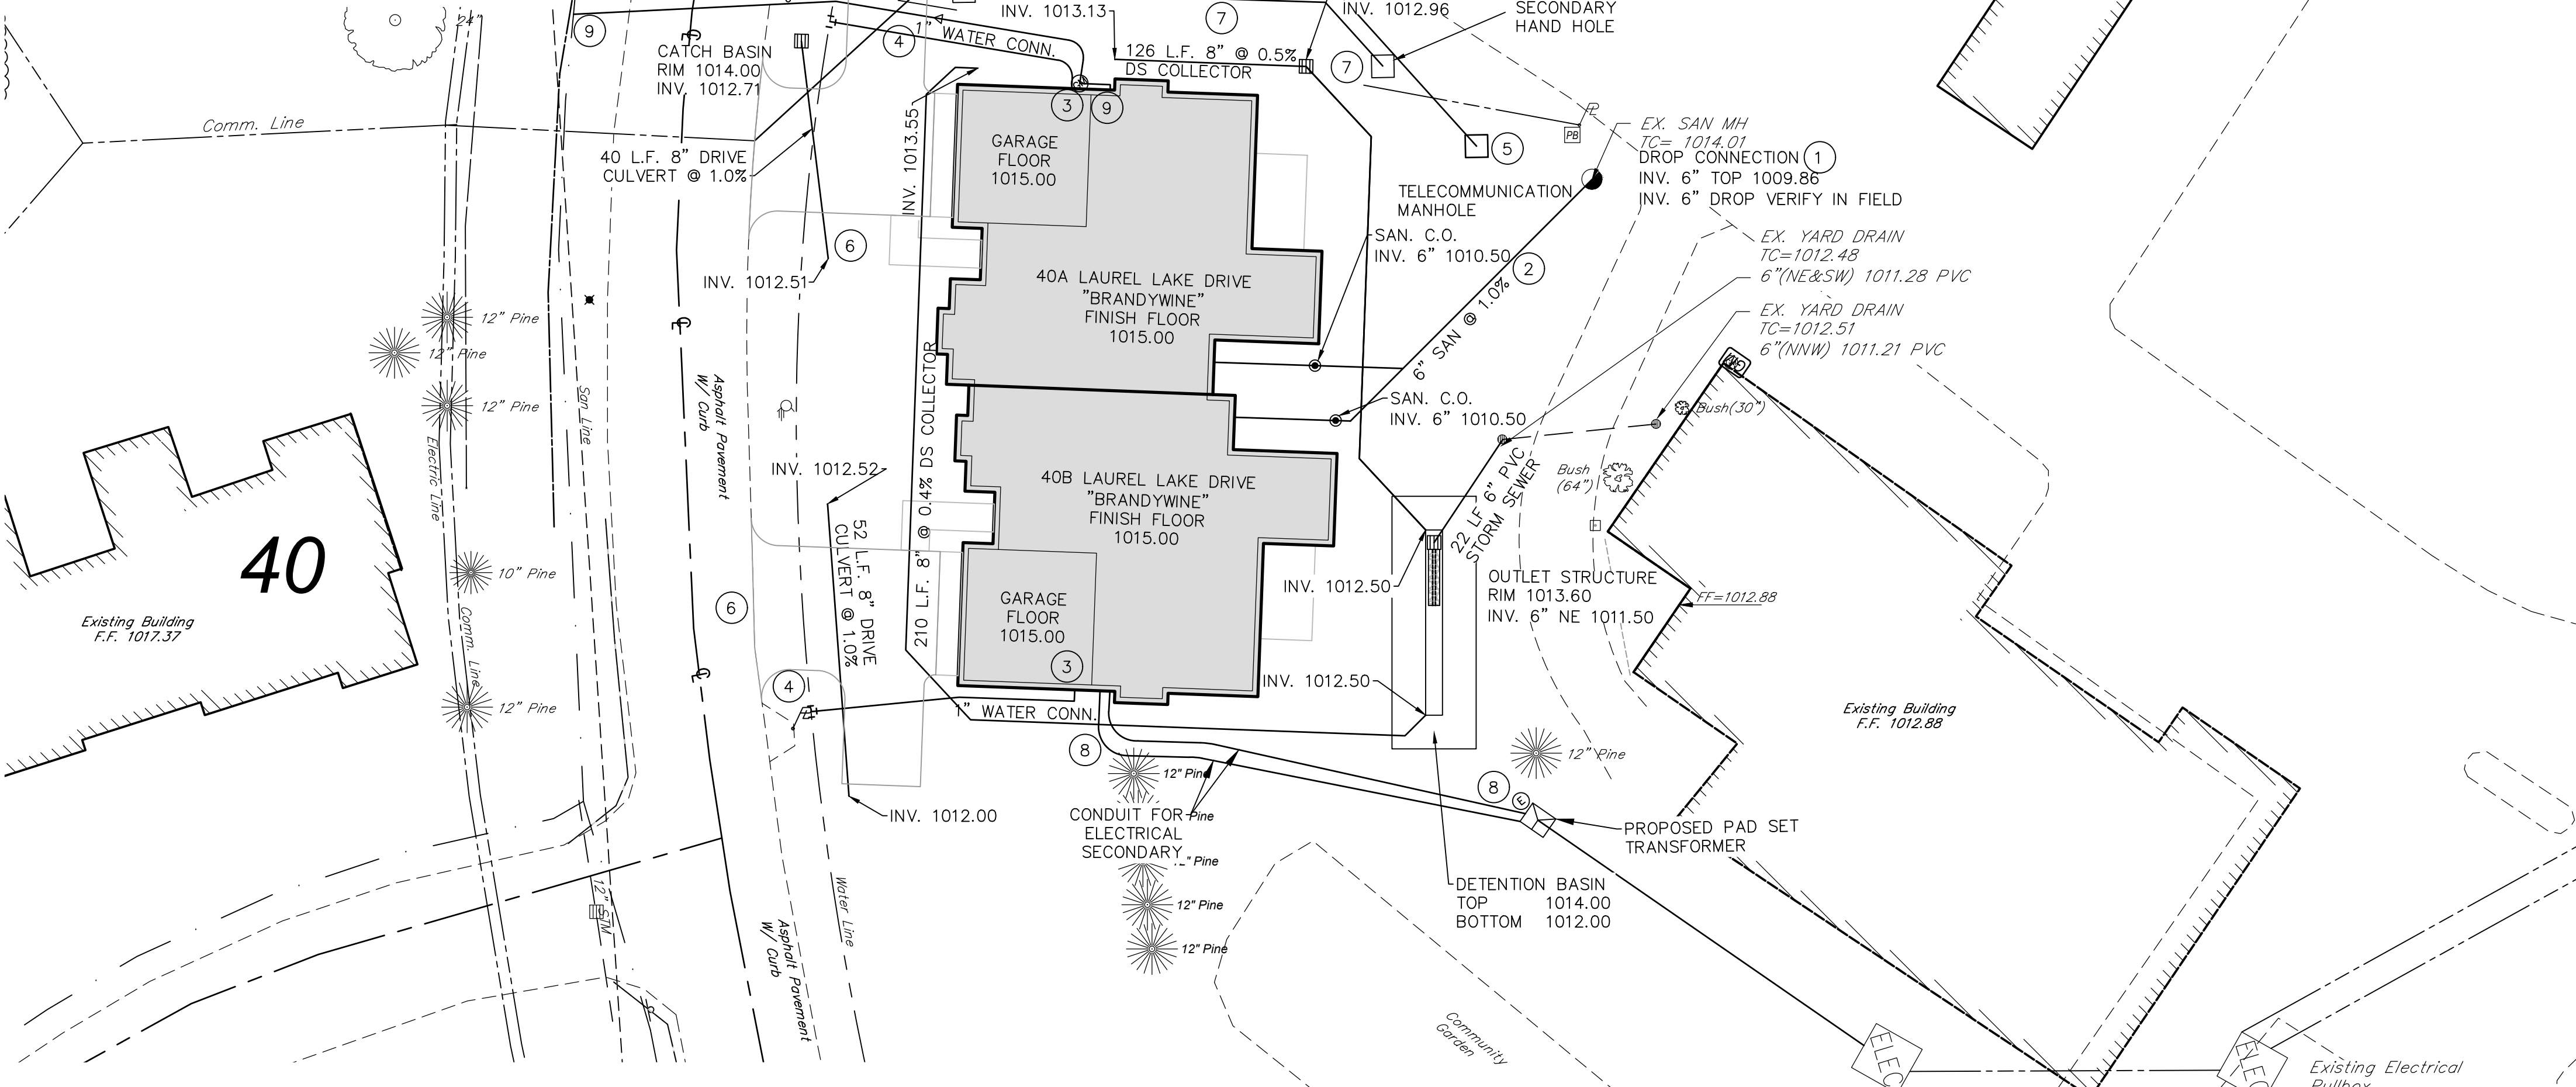 24"
9
CATCH BASIN
RIM 1014.00
INV. 1012.71
4
1" WATER CONN.
INV. 1013.13
7
126 L.F. 8" @ 0.5%
DS COLLECTOR
INV. 1012.96
7
SECONDARY
HAND HOLE
Comm. Line
40 L.F. 8" DRIVE
CULVERT @ 1.0%
INV. 1013.55
3
9
GARAGE
FLOOR
1015.00
5
PB
EX. SAN MH
TC= 1014.01
DROP CONNECTION 1
INV. 6" TOP 1009.86
INV. 6" DROP VERIFY IN FIELD
TELECOMMUNICATION
MANHOLE
SAN. C.O.
INV. 6" 1010.50
2
6" SAN @ 1.0%
EX. YARD DRAIN
TC=1012.48
6"(NE&SW) 1011.28 PVC
EX. YARD DRAIN
TC=1012.51
6"(NNW) 1011.21 PVC
6
INV. 1012.51
40A LAUREL LAKE DRIVE
"BRANDYWINE"
FINISH FLOOR
1015.00
12" Pine
12" Pine
12" Pine
San Line
Electric Line
Asphalt Pavement
W/ Curb
210 L.F. 8" @ 0.4% DS COLLECTOR
SAN. C.O.
INV. 6" 1010.50
GM
Bush(30")
Bush
(64")
INV. 1012.52
40B LAUREL LAKE DRIVE
"BRANDYWINE"
FINISH FLOOR
1015.00
22 LF 6" PVC
STORM SEWER
40
Existing Building
F.F. 1017.37
10" Pine
Comm. Line
12" Pine
6
52 L.F. 8" DRIVE
CULVERT @ 1.0%
GARAGE
FLOOR
1015.00
3
INV. 1012.50
OUTLET STRUCTURE
RIM 1013.60
INV. 6" NE 1011.50
FF=1012.88
INV. 1012.50
4
1" WATER CONN.
8
12" Pine
12" Pine
Existing Building
F.F. 1012.88
8
E
INV. 1012.00
CONDUIT FOR
ELECTRICAL
SECONDARY
Pine
" Pine
PROPOSED PAD SET
TRANSFORMER
12" STM
Water Line
Asphalt Pavement
W/ Curb
12" Pine
12" Pine
DETENTION BASIN
TOP 1014.00
BOTTOM 1012.00
Community
Garden
ELEC
ELEC
Existing Electrical
Pullbox